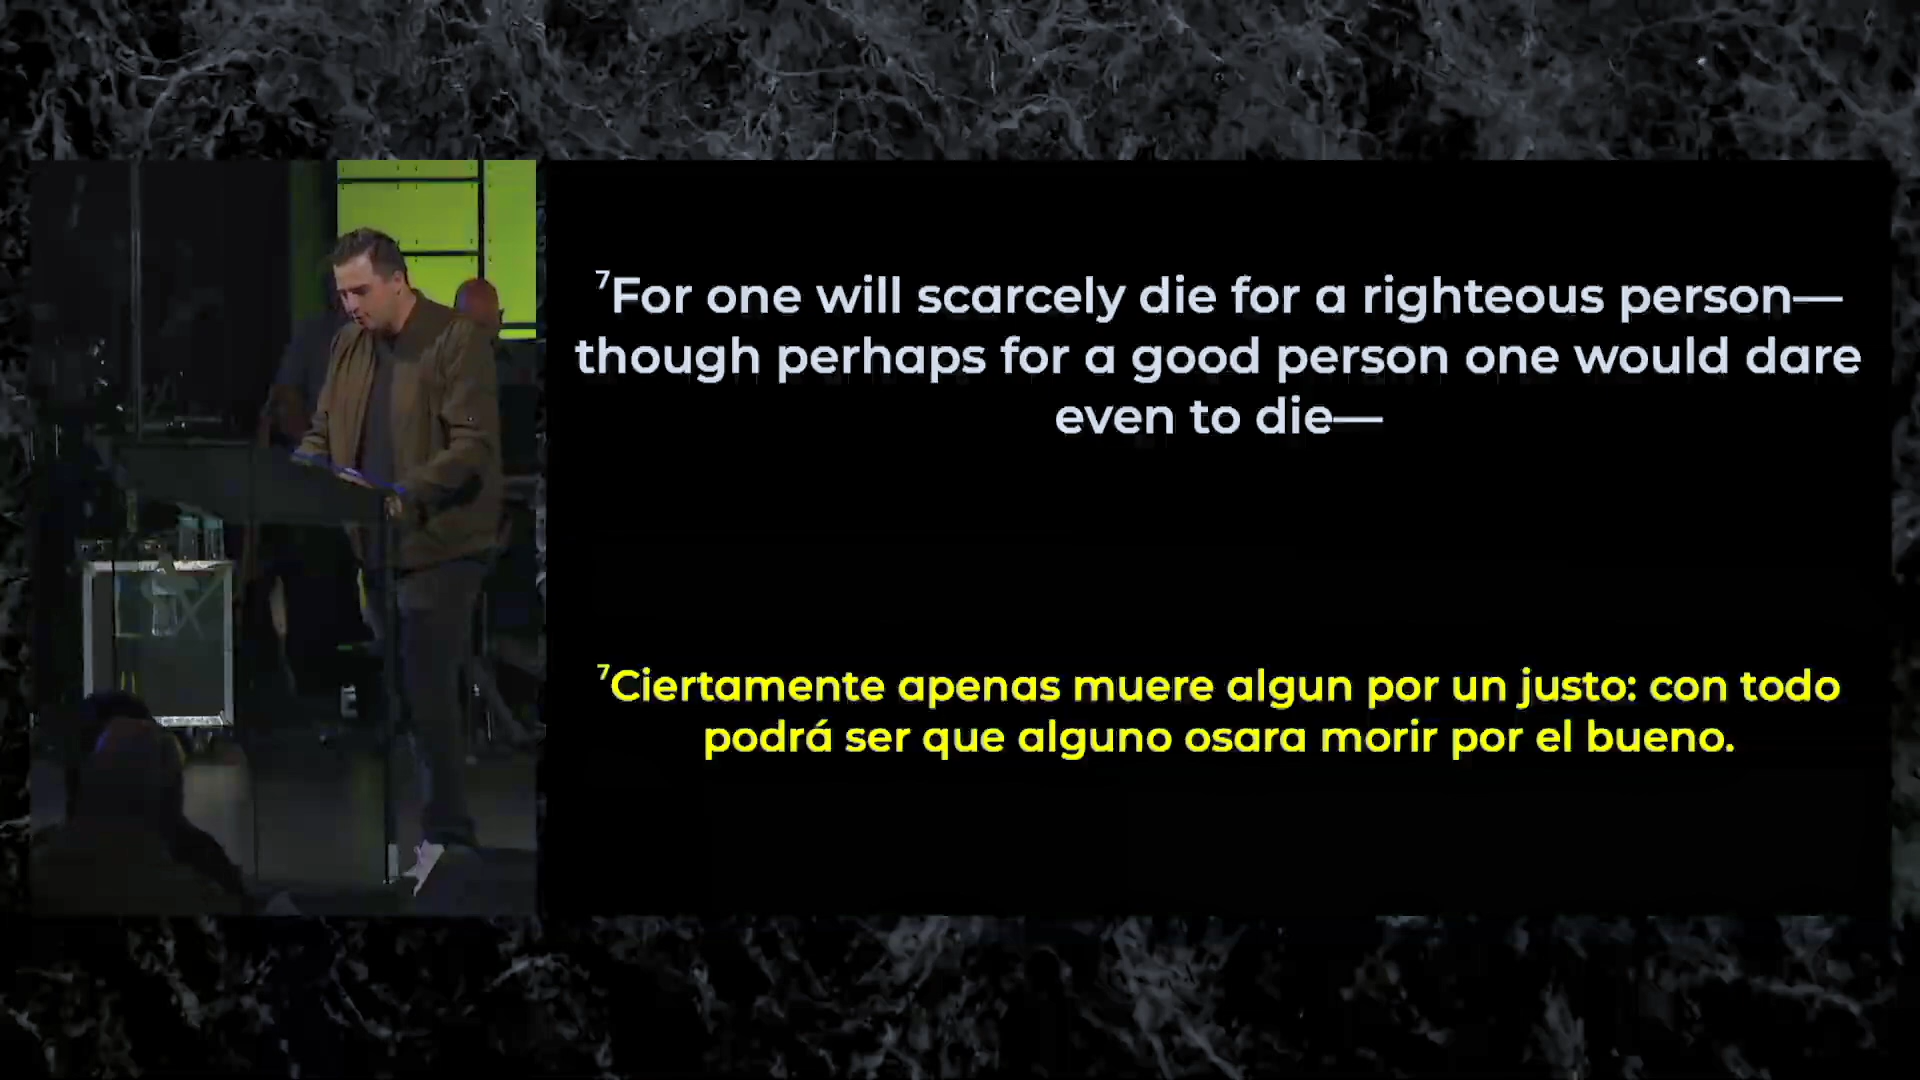 ⁷For one will scarcely die for a righteous person—
though perhaps for a good person one would dare
even to die—
⁷Ciertamente apenas muere algun por un justo: con todo
podrá ser que alguno osara morir por el bueno.